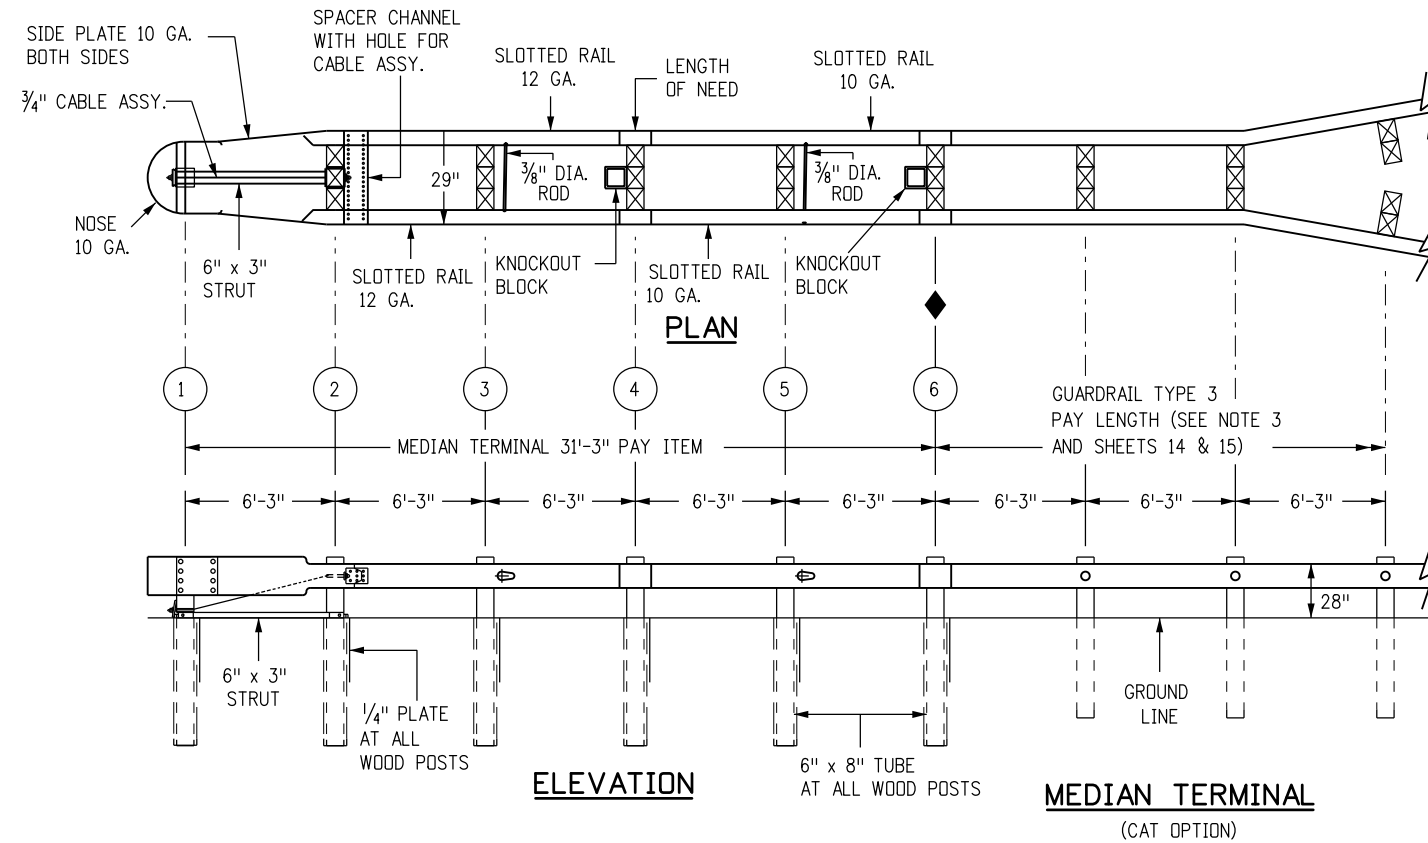 SPACER CHANNEL
WITH HOLE FOR
CABLE ASSY.
SIDE PLATE 10 GA.
BOTH SIDES
3/4" CABLE ASSY.
SLOTTED RAIL
12 GA.
LENGTH
OF NEED
SLOTTED RAIL
10 GA.
29"
3/8" DIA.
ROD
3/8" DIA.
ROD
NOSE
10 GA.
6" x 3"
STRUT
SLOTTED RAIL
12 GA.
KNOCKOUT
BLOCK
SLOTTED RAIL
10 GA.
KNOCKOUT
BLOCK
PLAN
1
2
3
4
5
6
GUARDRAIL TYPE 3
PAY LENGTH (SEE NOTE 3
AND SHEETS 14 & 15)
MEDIAN TERMINAL 31'-3" PAY ITEM
6'-3"
6'-3"
6'-3"
6'-3"
6'-3"
6'-3"
6'-3"
6'-3"
28"
6" x 3"
STRUT
1/4" PLATE
AT ALL
WOOD POSTS
GROUND
LINE
6" x 8" TUBE
AT ALL WOOD POSTS
ELEVATION
MEDIAN TERMINAL
(CAT OPTION)